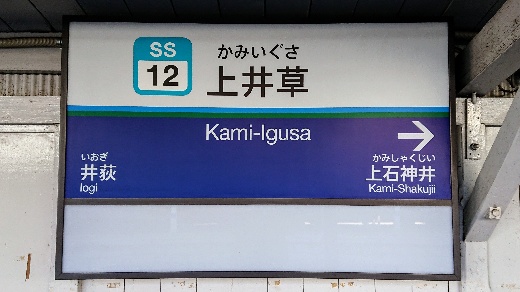 SS
12
かみいぐさ
上井草
Kami-Igusa
いおぎ
井荻
Iogi
かみしゃくじい
上石神井
Kami-Shakujii